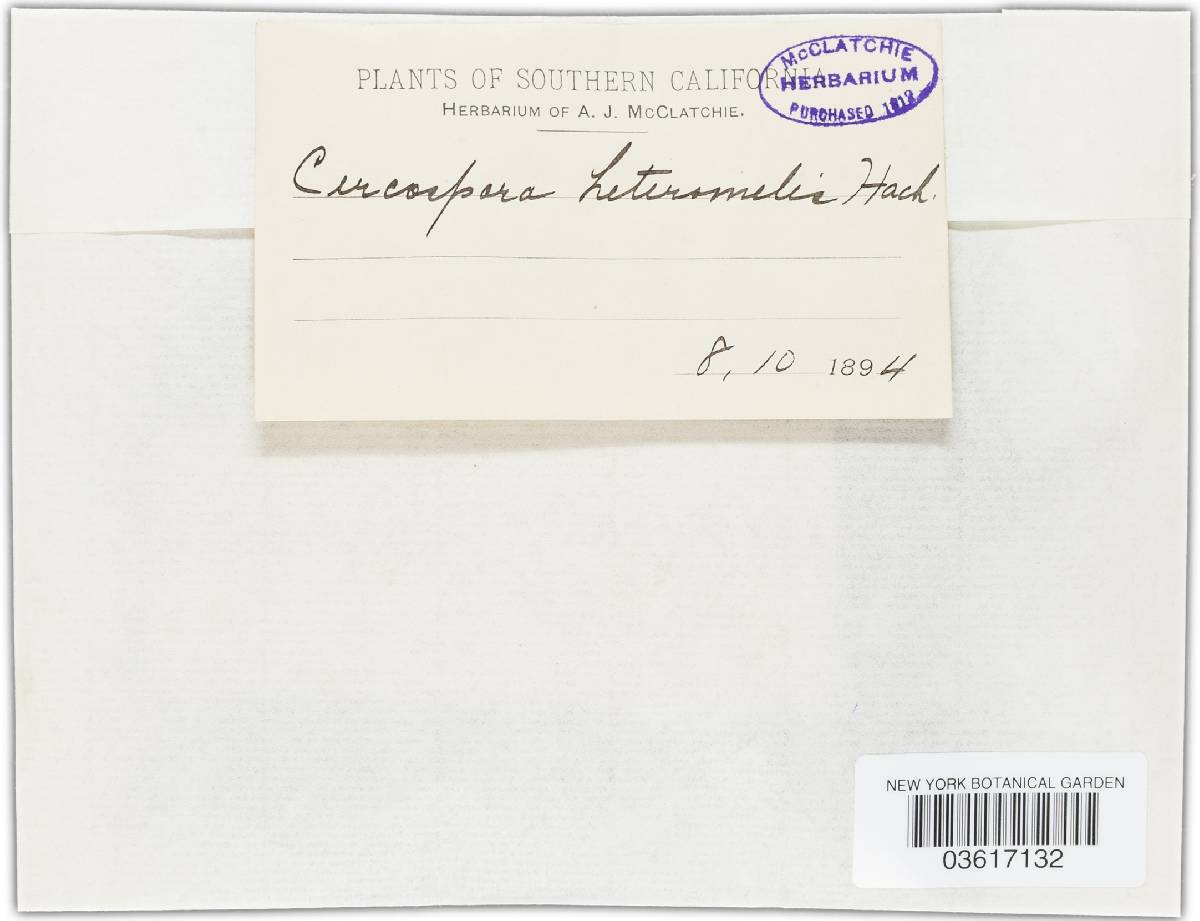 PLANTS OF SOUTHERN CALIFORNIA
HERBARIUM OF A. J. MCCLATCHIE.
McCLATCHIE
HERBARIUM
PURCHASED 1912
Cercospora heteromelis Hack.
8, 10 1894
NEW YORK BOTANICAL GARDEN
03617132